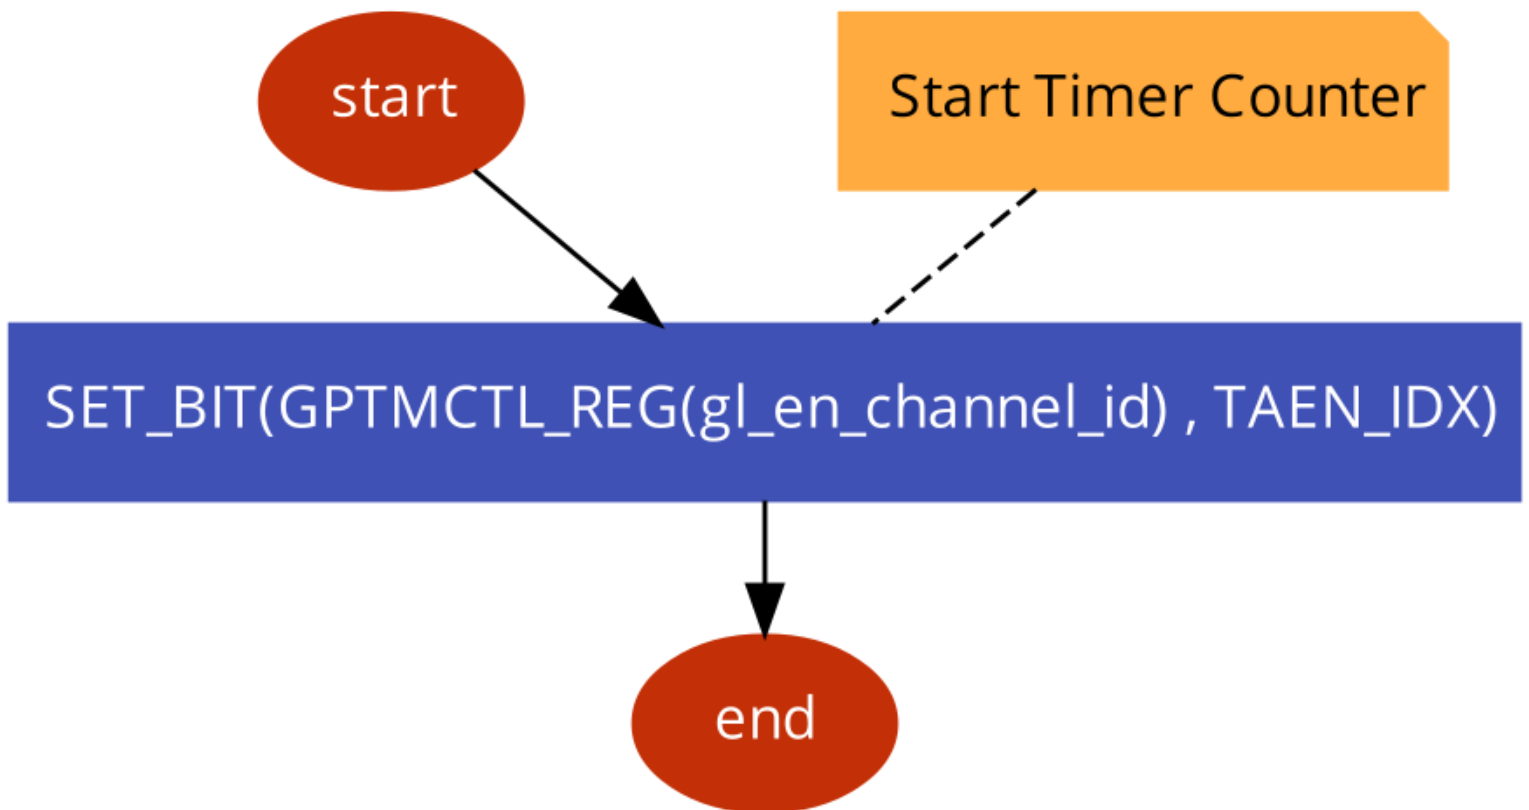 start
Start Timer Counter
SET_BIT(GPTMCTL_REG(gl_en_channel_id) , TAEN_IDX)
end